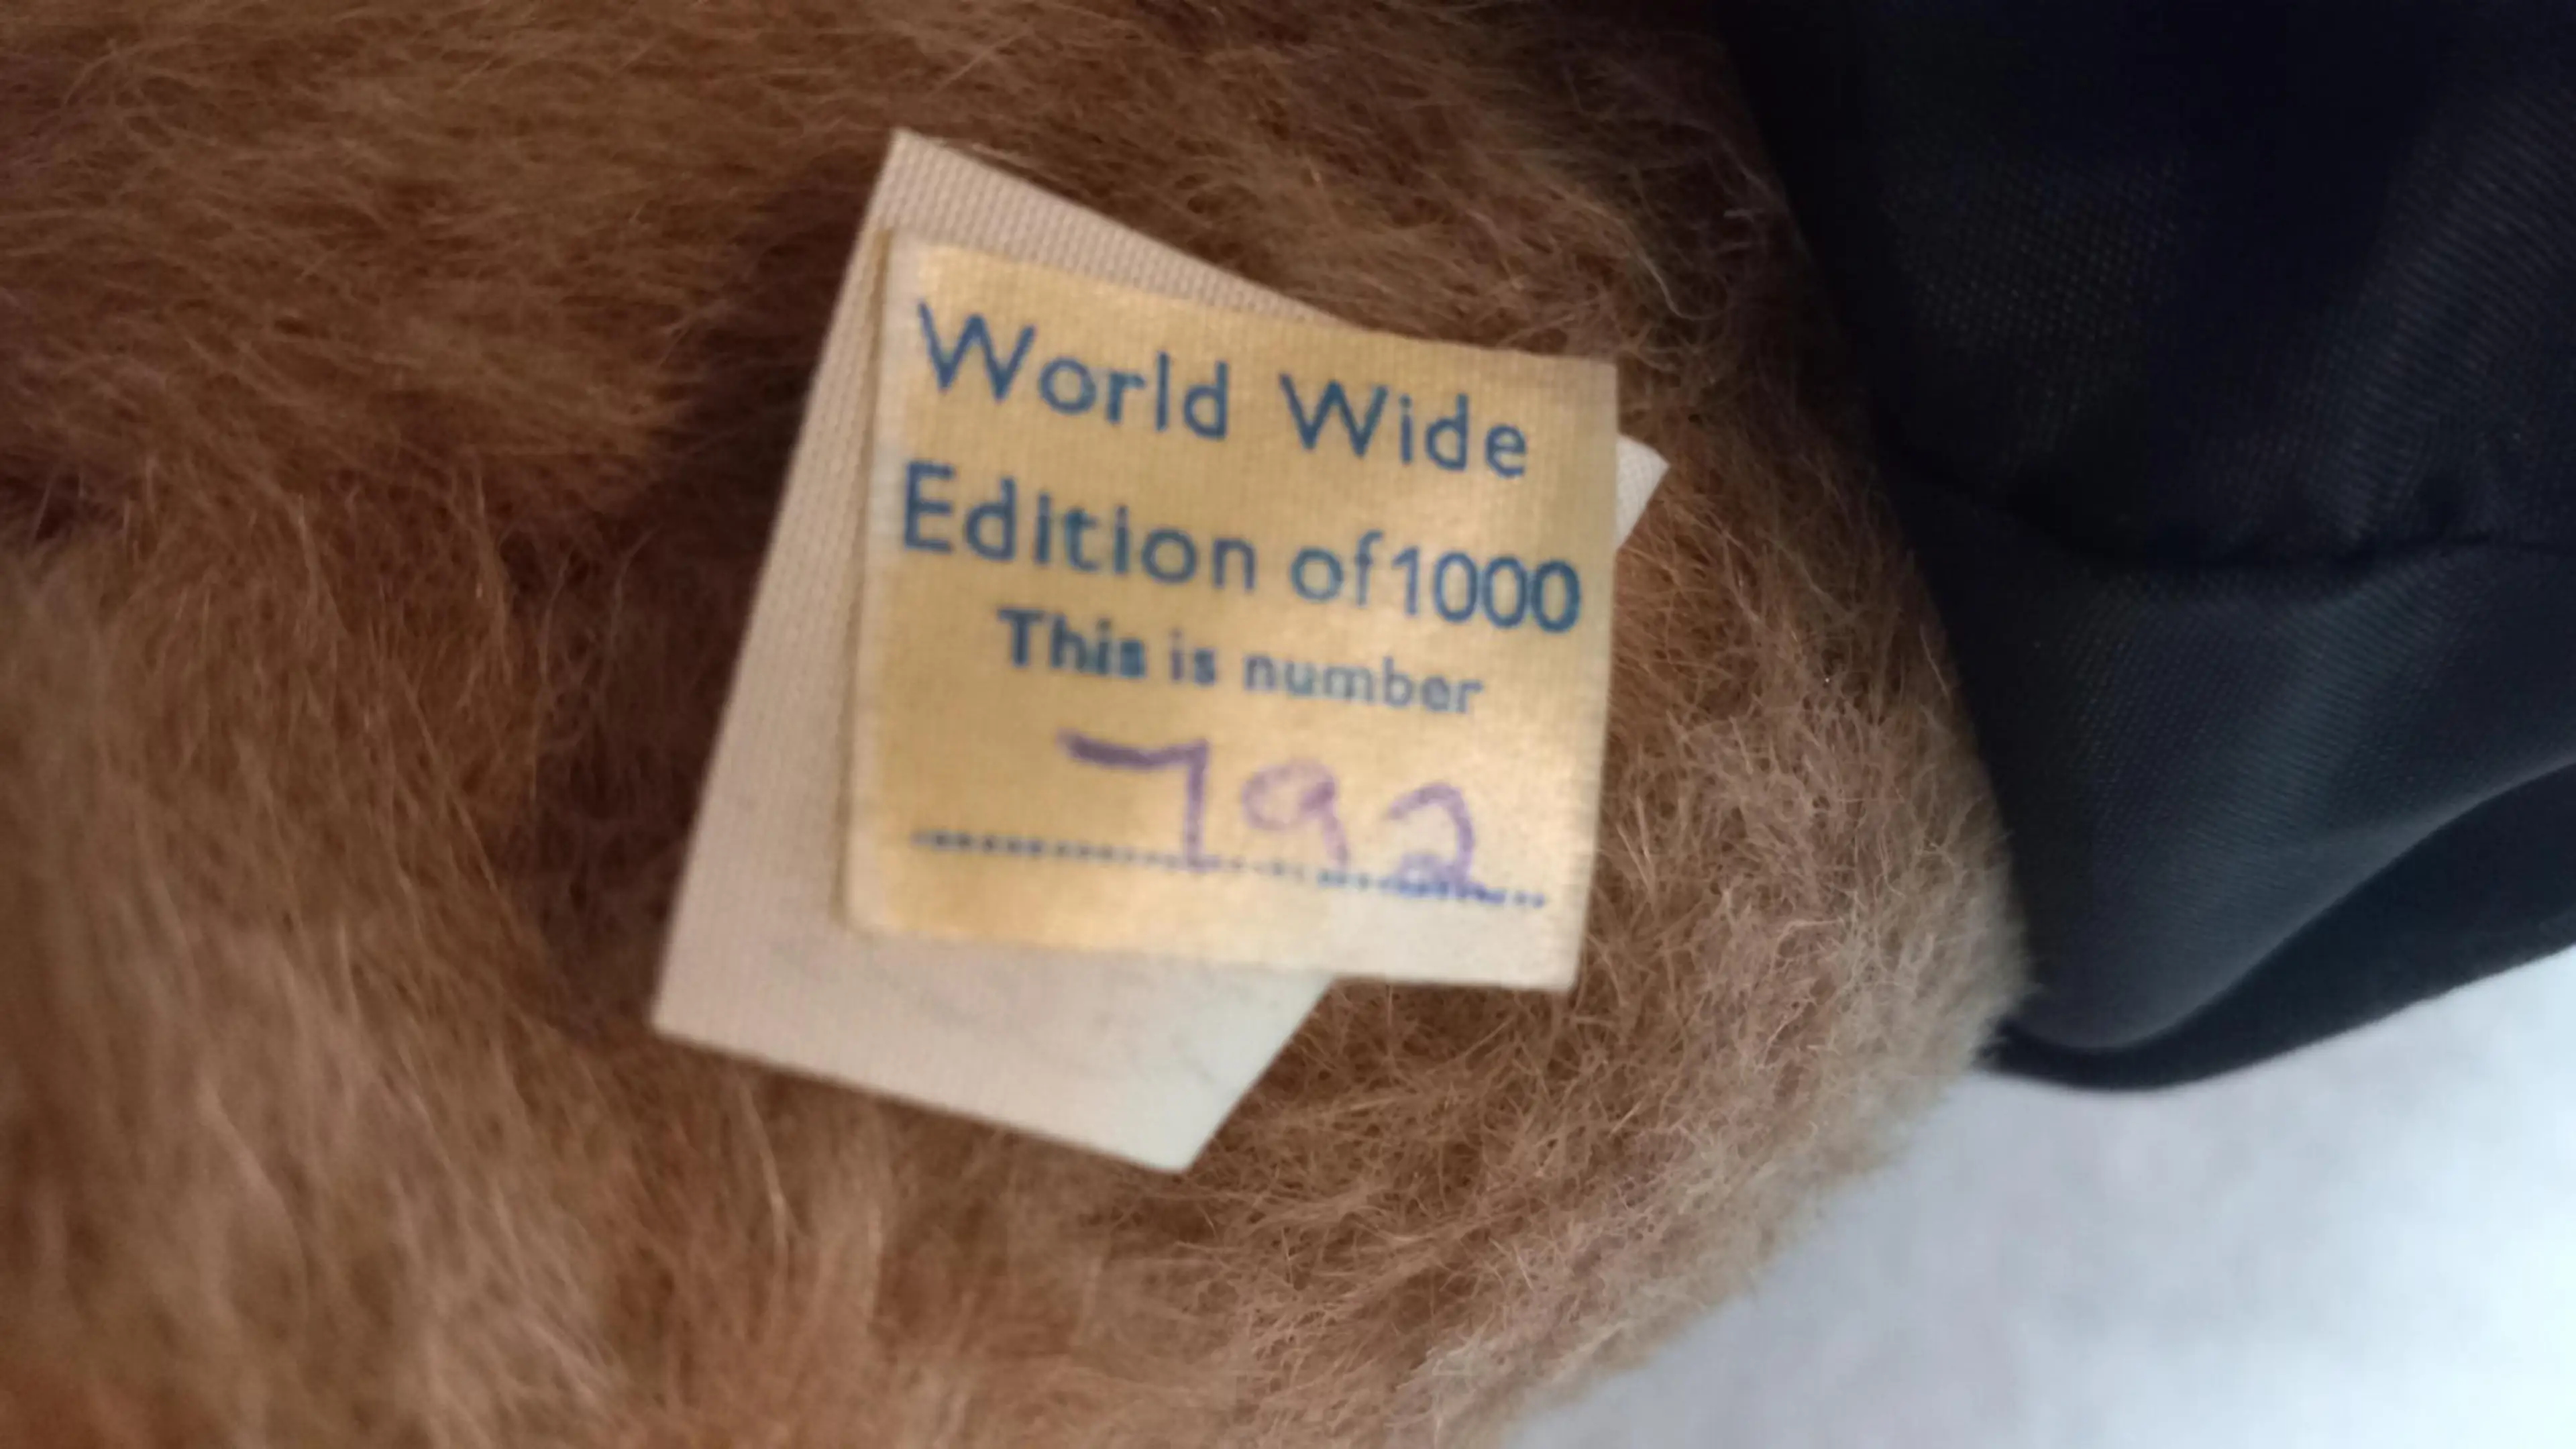 World Wide
Edition of 1000
This is number
792